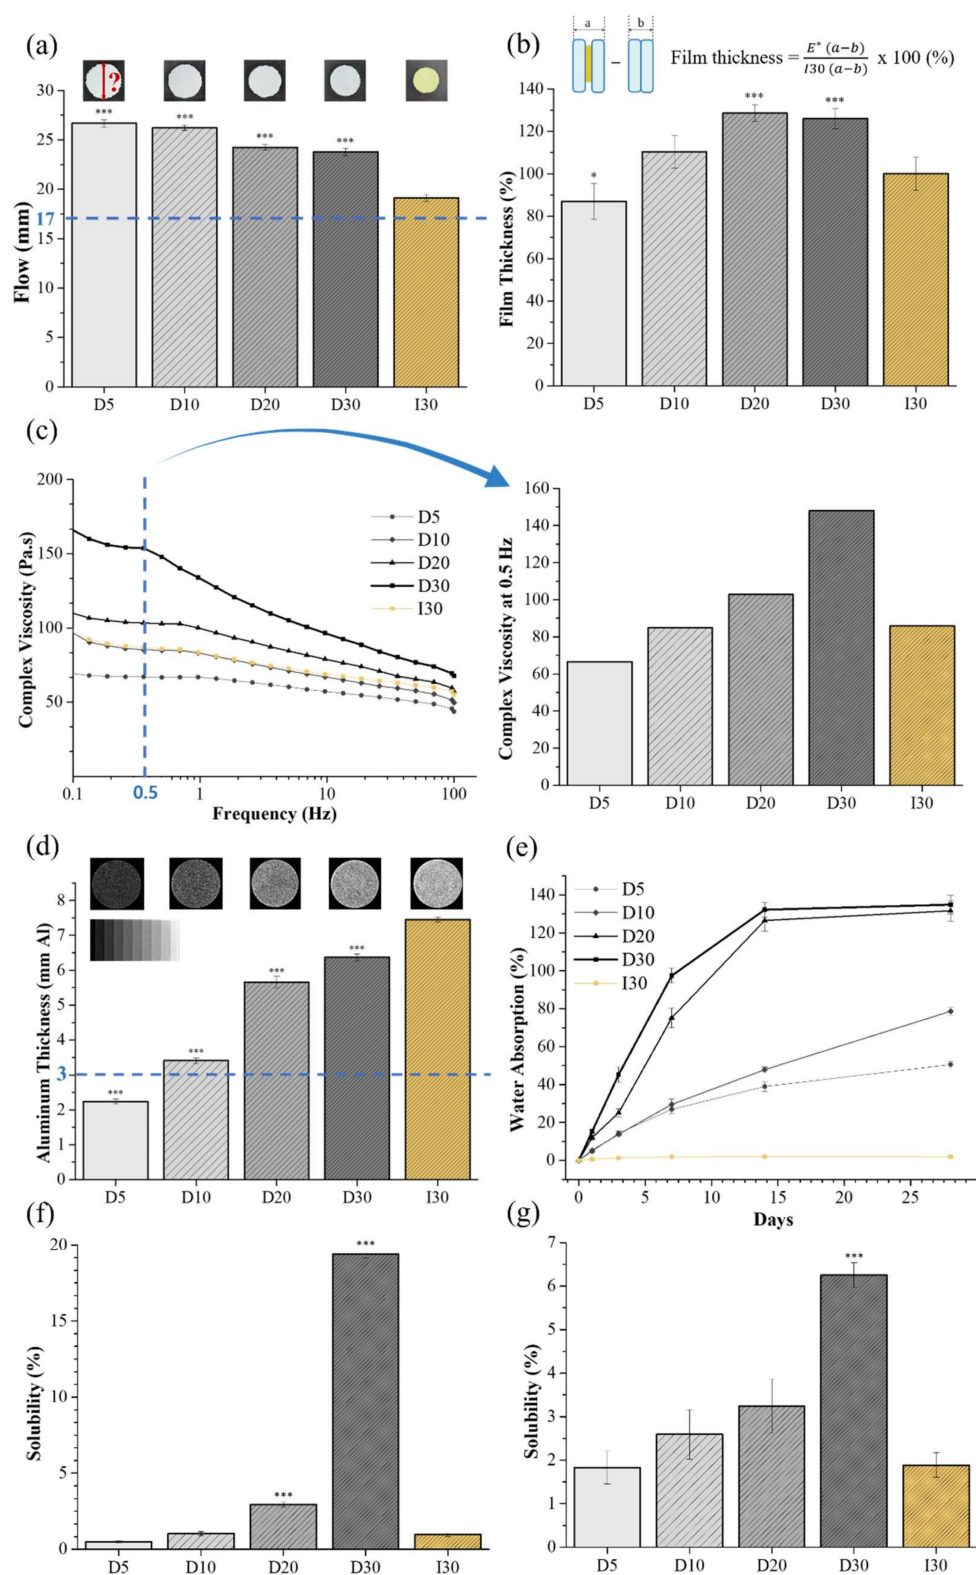 (a)
?
Flow (mm)
30
25
20
17
15
10
5
0
***
***
***
***
D5 D10 D20 D30 I30
(b)
a b
–
Film thickness = E* (a−b) / I30 (a−b) x 100 (%)
Film Thickness (%)
140
120
100
80
60
40
20
0
*
***
***
D5 D10 D20 D30 I30
(c)
Complex Viscosity (Pa.s)
200
150
100
50
D5
D10
D20
D30
I30
0.1 0.5 1 10 100
Frequency (Hz)
Complex Viscosity at 0.5 Hz
160
140
120
100
80
60
40
20
0
D5 D10 D20 D30 I30
(d)
Aluminum Thickness (mm Al)
8
7
6
5
4
3
2
1
0
***
***
***
***
D5 D10 D20 D30 I30
(e)
Water Absorption (%)
140
120
100
80
60
40
20
0
D5
D10
D20
D30
I30
0 5 10 15 20 25
Days
(f)
Solubility (%)
20
15
10
5
0
***
***
D5 D10 D20 D30 I30
(g)
Solubility (%)
7
6
5
4
3
2
1
0
***
D5 D10 D20 D30 I30